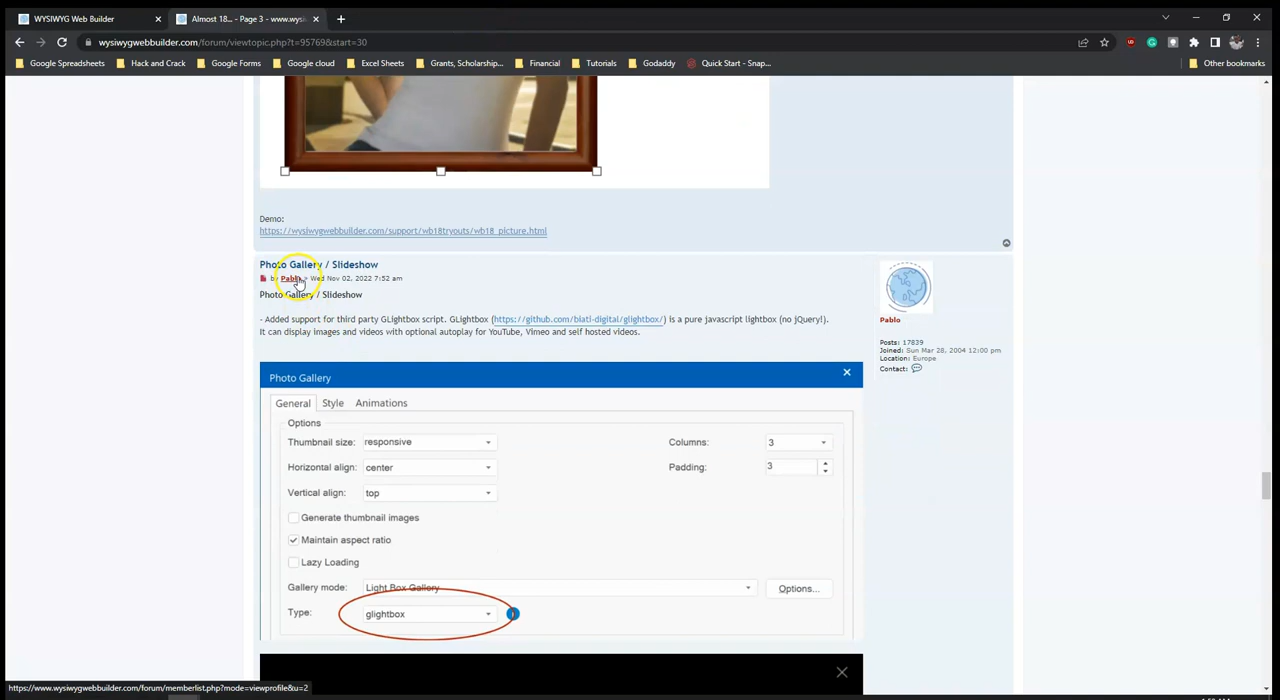 WYSIWYG Web Builder
Almost 18... - Page 3 - www.wysi
wysiwygwebbuilder.com/forum/viewtopic.php?t=95769&start=30
Google Spreadsheets Hack and Crack Google Forms Google cloud Excel Sheets Grants, Scholarship... Financial Tutorials Godaddy Quick Start - Snap... Other bookmarks
Demo:
https://wysiwygwebbuilder.com/support/wb18tryouts/wb18_picture.html
Photo Gallery / Slideshow
by Pablo » Wed Nov 02, 2022 7:52 am
Photo Gallery / Slideshow
- Added support for third party GLightbox script. GLightbox (https://github.com/biati-digital/glightbox/) is a pure javascript lightbox (no jQuery!).
It can display images and videos with optional autoplay for YouTube, Vimeo and self hosted videos.
Pablo
Posts: 17839
Joined: Sun Mar 28, 2004 12:00 pm
Location: Europe
Contact:
Photo Gallery
General Style Animations
Options
Thumbnail size: responsive Columns: 3
Horizontal align: center Padding: 3
Vertical align: top
Generate thumbnail images
Maintain aspect ratio
Lazy Loading
Gallery mode: Light Box Gallery Options...
Type: glightbox
https://www.wysiwygwebbuilder.com/forum/memberlist.php?mode=viewprofile&u=2